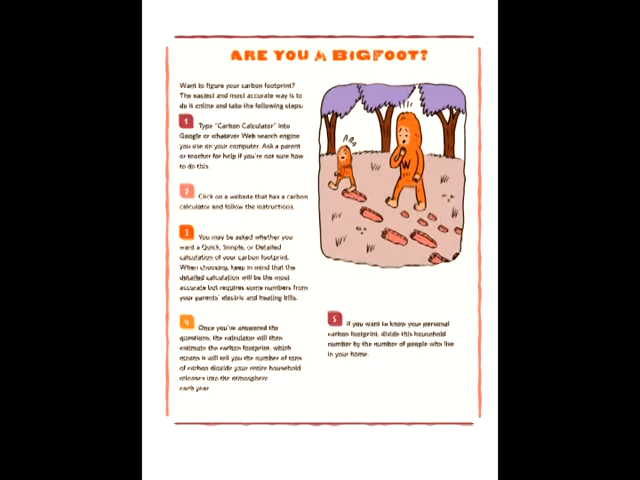 ARE YOU A BIGFOOT?
Want to figure your carbon footprint?
The easiest and most accurate way is to
do it online and take the following steps:
1 Type "Carbon Calculator" into
Google or whatever Web search engine
you use on your computer. Ask a parent
or teacher for help if you're not sure how
to do this.
2 Click on a website that has a carbon
calculator and follow the instructions.
3 You may be asked whether you
want a Quick, Simple, or Detailed
calculation of your carbon footprint.
When choosing, keep in mind that the
detailed calculation will be the most
accurate but requires some numbers from
your parents' electric and heating bills.
4 Once you've answered the
questions, the calculator will then
estimate the carbon footprint, which
means it will tell you the number of tons
of carbon dioxide your entire household
releases into the atmosphere
each year.
5 If you want to know your personal
carbon footprint, divide this household
number by the number of people who live
in your home.